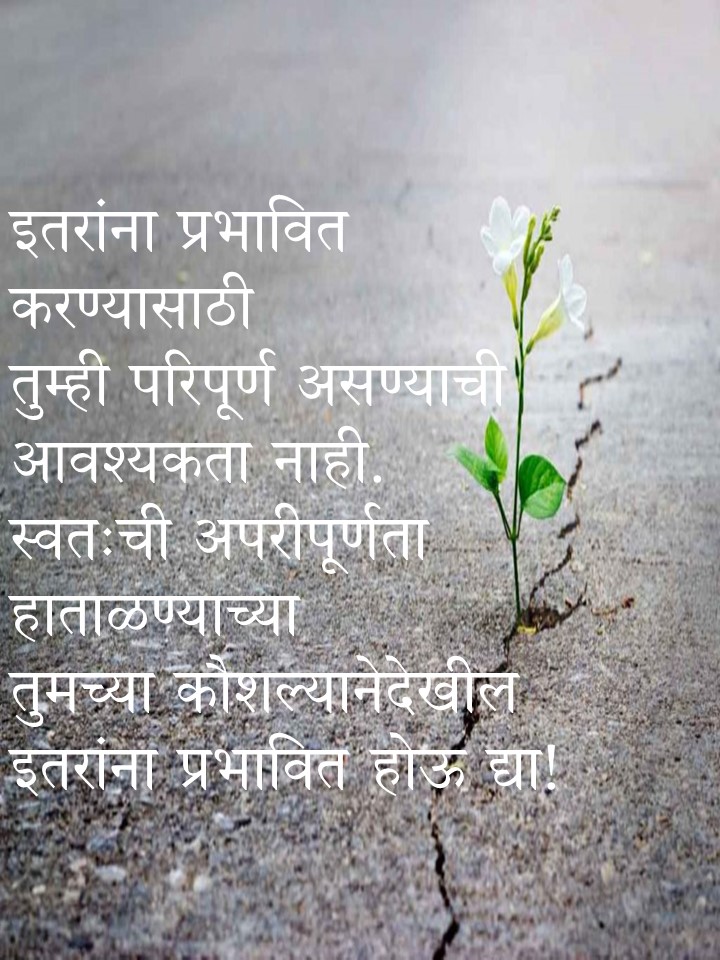 इतरांना प्रभावित
करण्यासाठी
तुम्ही परिपूर्ण असण्याची
आवश्यकता नाही.
स्वतःची अपरीपूर्णता
हाताळण्याच्या
तुमच्या कौशल्यानेदेखील
इतरांना प्रभावित होऊ द्या!